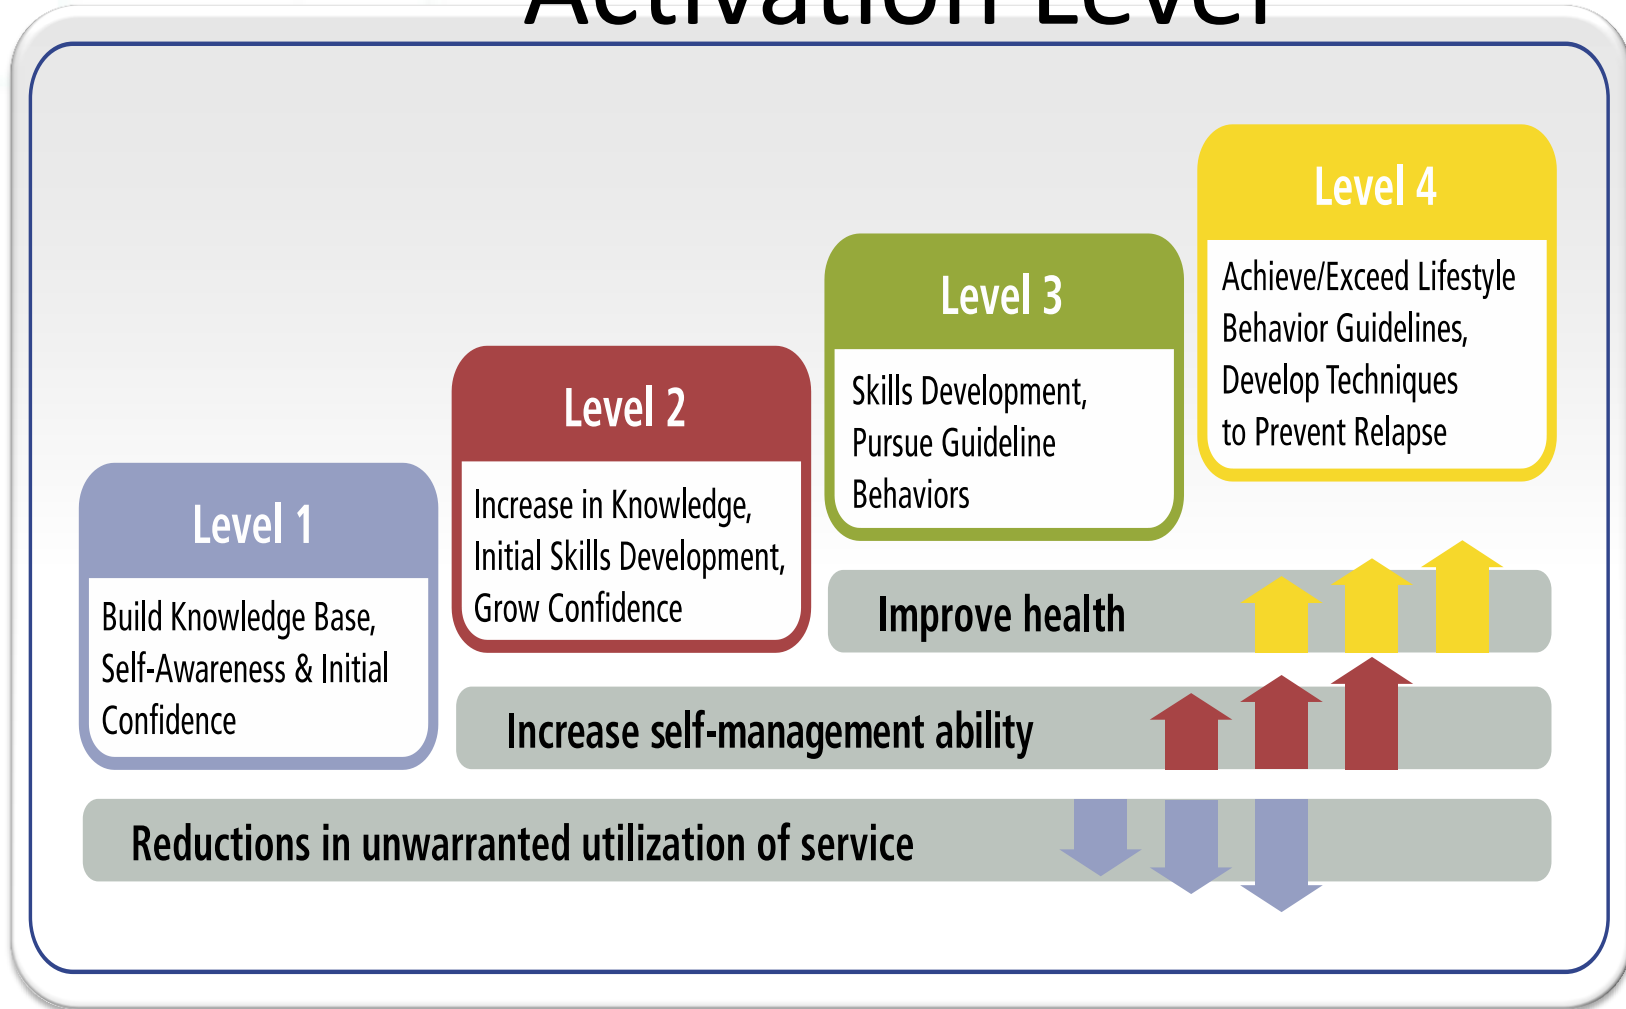 Activation Level
Level 4
Achieve/Exceed Lifestyle
Behavior Guidelines,
Develop Techniques
to Prevent Relapse
Level 3
Skills Development,
Pursue Guideline
Behaviors
Level 2
Increase in Knowledge,
Initial Skills Development,
Grow Confidence
Level 1
Build Knowledge Base,
Self-Awareness & Initial
Confidence
Improve health
Increase self-management ability
Reductions in unwarranted utilization of service